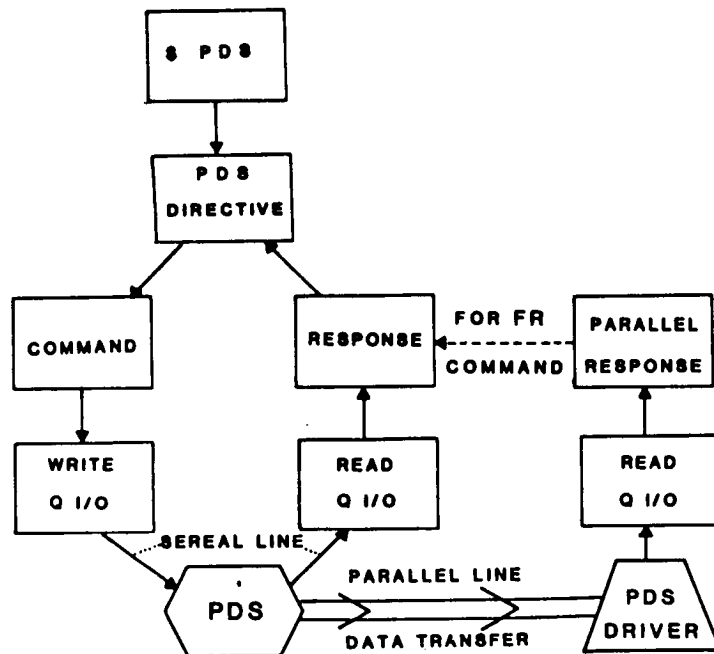 S PDS
PDS
DIRECTIVE
COMMAND
RESPONSE
FOR FR
COMMAND
PARALLEL
RESPONSE
WRITE
Q I/O
READ
Q I/O
READ
Q I/O
SEREAL LINE
PDS
PARALLEL LINE
DATA TRANSFER
PDS
DRIVER